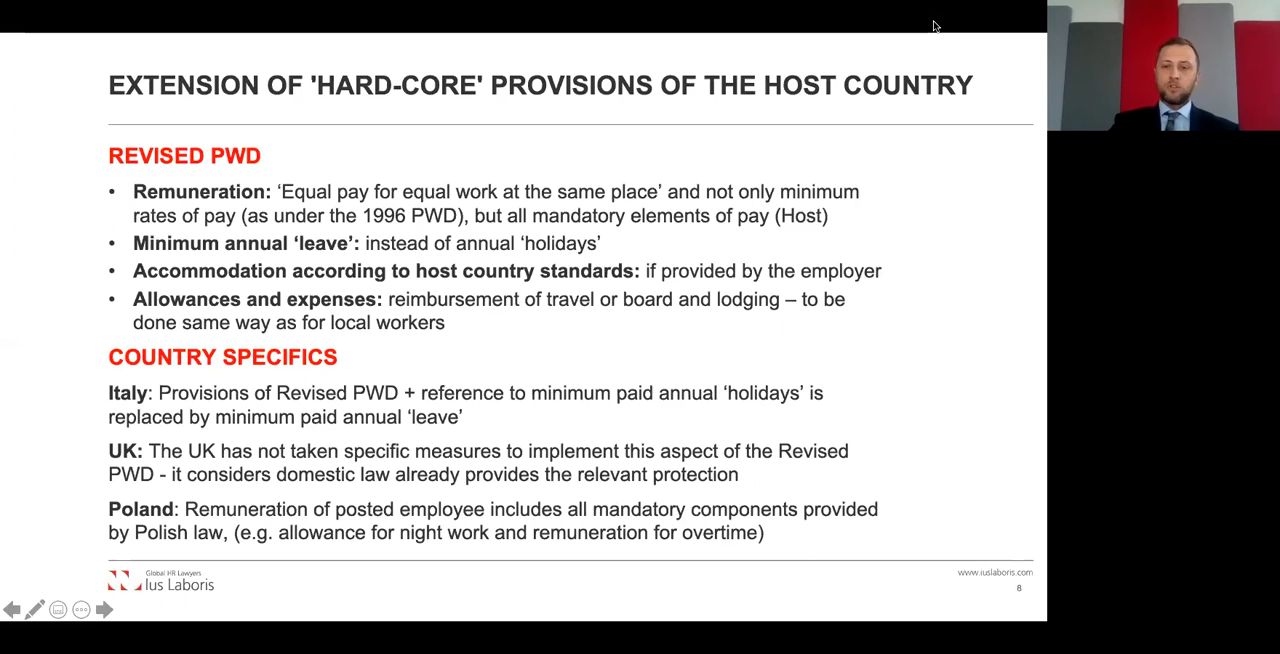 EXTENSION OF 'HARD-CORE' PROVISIONS OF THE HOST COUNTRY
REVISED PWD
• Remuneration: ‘Equal pay for equal work at the same place’ and not only minimum
rates of pay (as under the 1996 PWD), but all mandatory elements of pay (Host)
• Minimum annual ‘leave’: instead of annual ‘holidays’
• Accommodation according to host country standards: if provided by the employer
• Allowances and expenses: reimbursement of travel or board and lodging – to be
done same way as for local workers
COUNTRY SPECIFICS
Italy: Provisions of Revised PWD + reference to minimum paid annual ‘holidays’ is
replaced by minimum paid annual ‘leave’
UK: The UK has not taken specific measures to implement this aspect of the Revised
PWD - it considers domestic law already provides the relevant protection
Poland: Remuneration of posted employee includes all mandatory components provided
by Polish law, (e.g. allowance for night work and remuneration for overtime)
Global HR Lawyers
Ius Laboris
www.iuslaboris.com
8